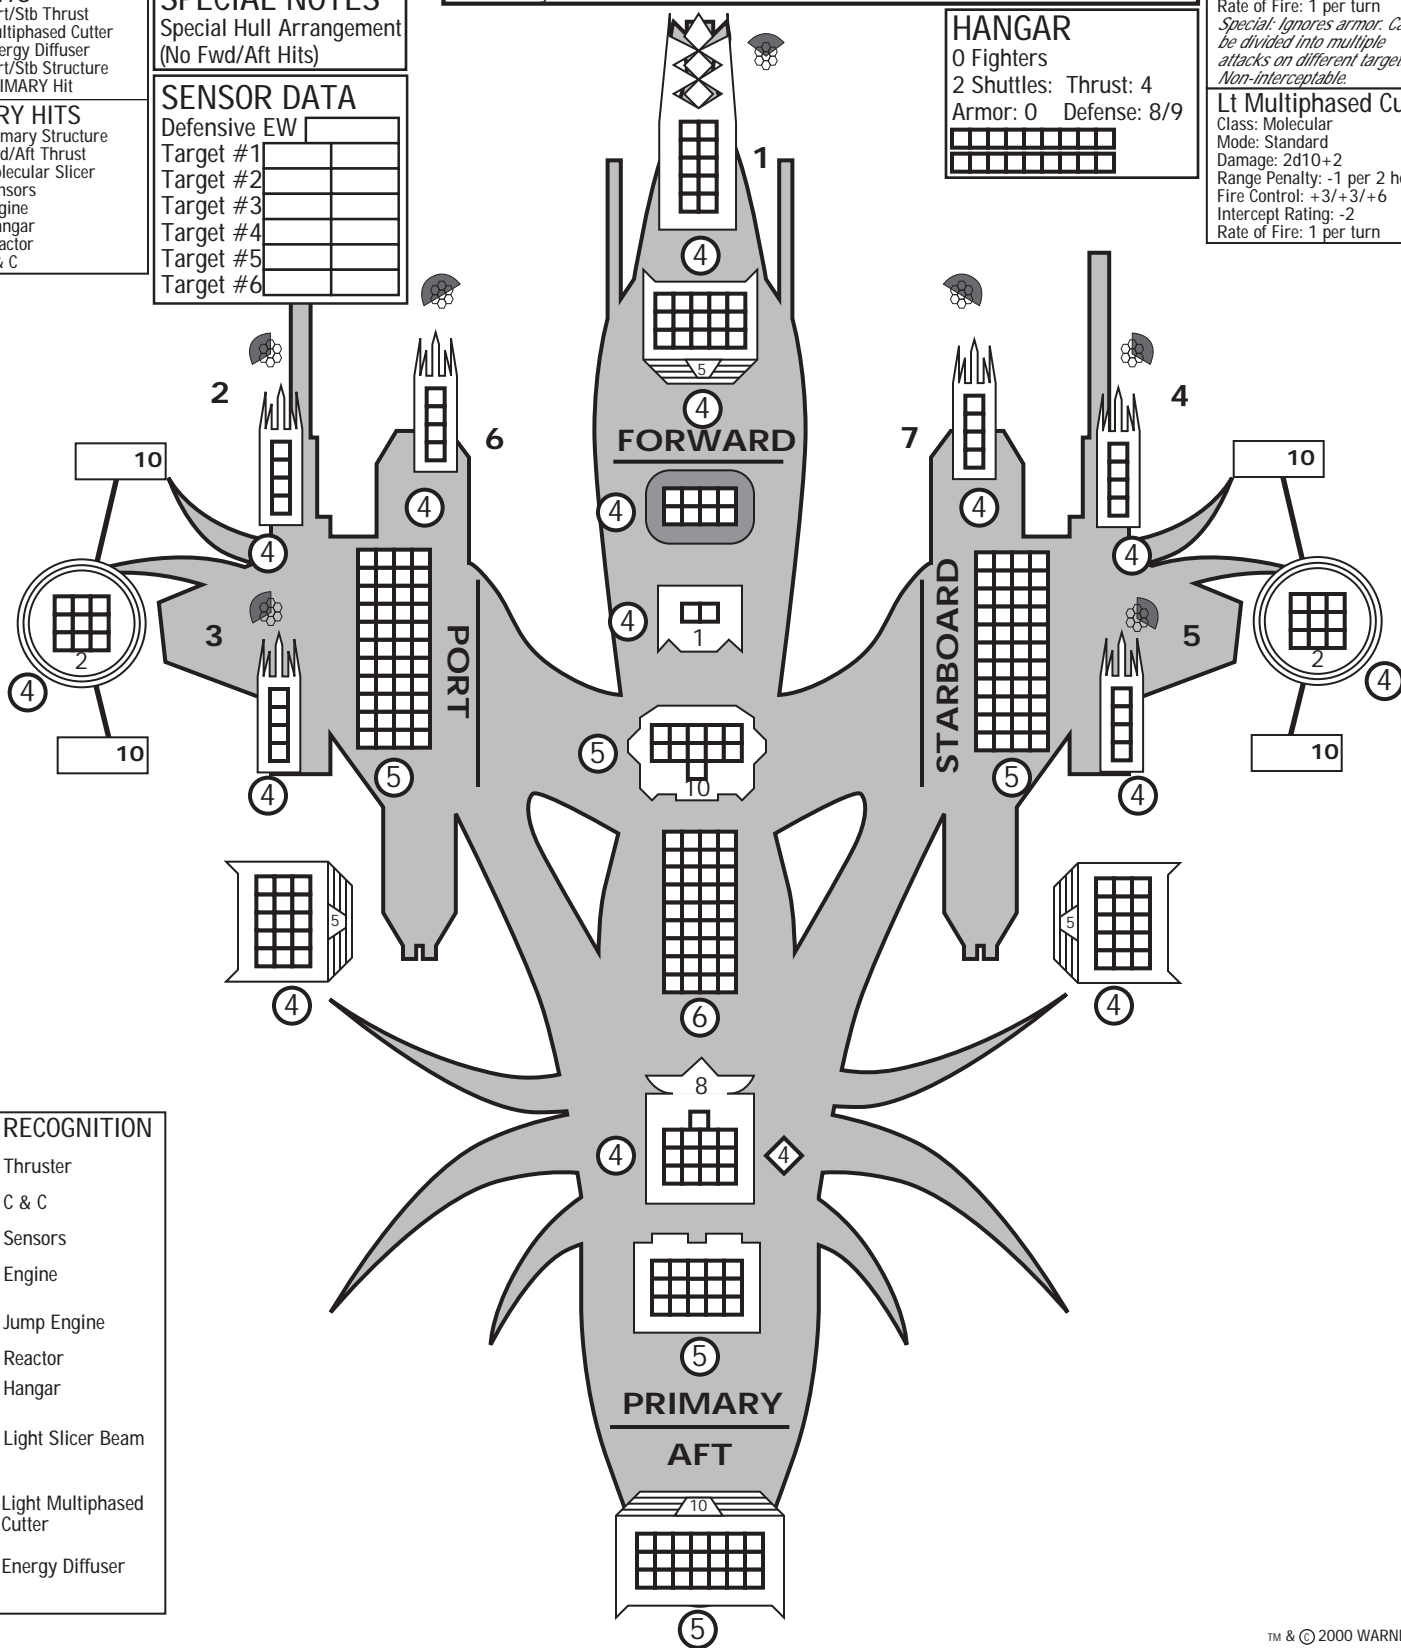 rt/Stb Thrust
ultiphased Cutter
ergy Diffuser
rt/Stb Structure
IMARY Hit
RY HITS
mary Structure
d/Aft Thrust
olecular Slicer
nsors
gine
angar
actor
& C
SPECIAL NOTES
Special Hull Arrangement
(No Fwd/Aft Hits)
SENSOR DATA
Defensive EW
Target #1
Target #2
Target #3
Target #4
Target #5
Target #6
HANGAR
0 Fighters
2 Shuttles: Thrust: 4
Armor: 0 Defense: 8/9
Rate of Fire: 1 per turn
Special: Ignores armor. Ca
be divided into multiple
attacks on different target
Non-interceptable.
Lt Multiphased Cu
Class: Molecular
Mode: Standard
Damage: 2d10+2
Range Penalty: -1 per 2 he
Fire Control: +3/+3/+6
Intercept Rating: -2
Rate of Fire: 1 per turn
1
4
5
4
FORWARD
2
6
7
4
10
10
4
4
4
4
4
4
1
3
PORT
STARBOARD
5
2
2
4
4
10
10
4
5
5
10
5
4
5
5
4
6
4
8
4
4
5
PRIMARY
AFT
10
5
RECOGNITION
Thruster
C & C
Sensors
Engine
Jump Engine
Reactor
Hangar
Light Slicer Beam
Light Multiphased
Cutter
Energy Diffuser
TM & © 2000 WARN